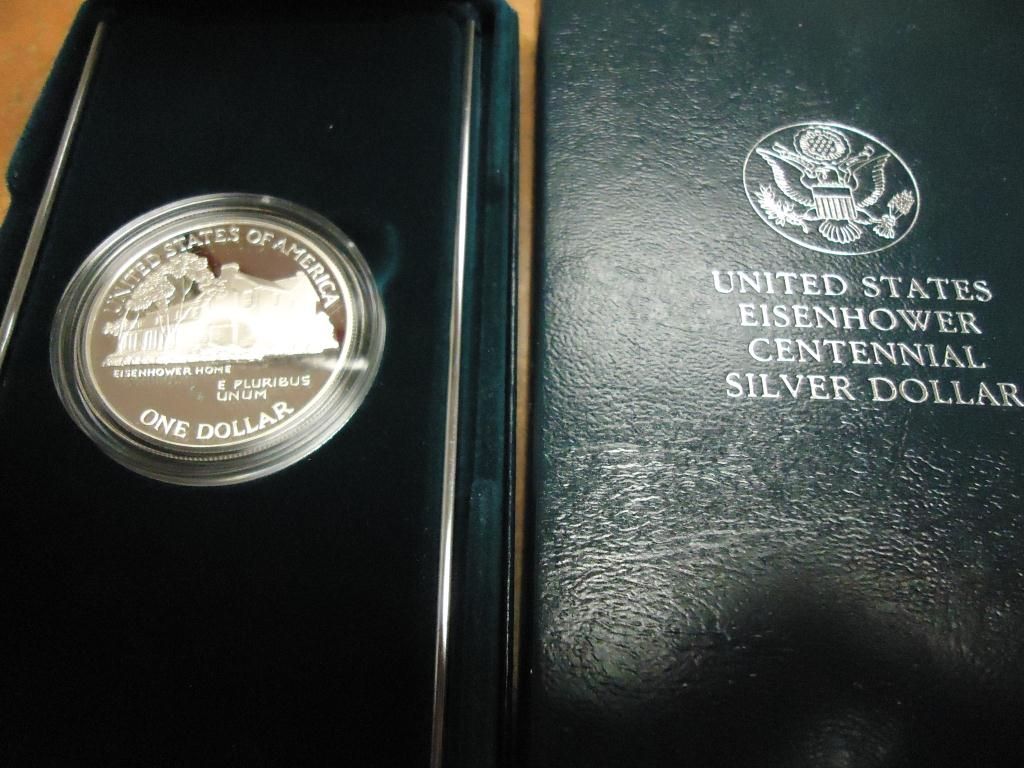 UNITED STATES OF AMERICA
EISENHOWER HOME
E PLURIBUS
UNUM
ONE DOLLAR
UNITED STATES
EISENHOWER
CENTENNIAL
SILVER DOLLAR